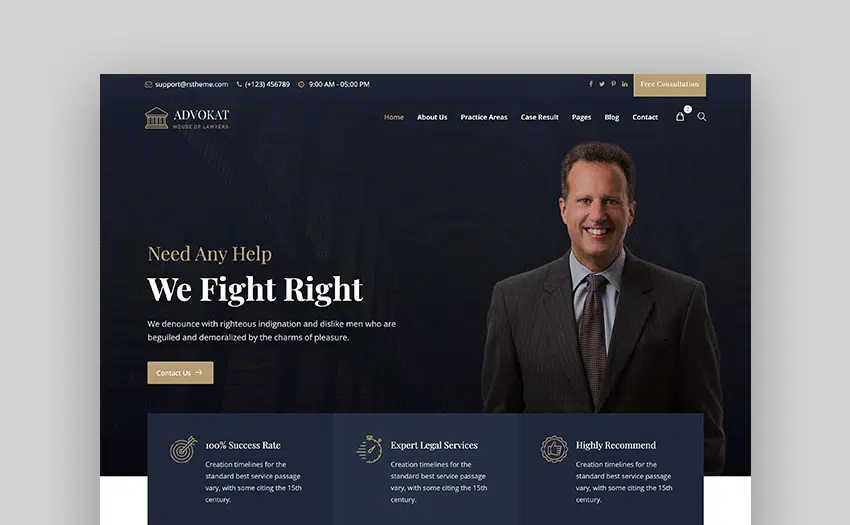 support@rstheme.com (+123) 456789 9:00 AM - 05:00 PM Free Consultation
ADVOKAT
HOUSE OF LAWYERS
Home About Us Practice Areas Case Result Pages Blog Contact
Need Any Help
We Fight Right
We denounce with righteous indignation and dislike men who are
beguiled and demoralized by the charms of pleasure.
Contact Us
100% Success Rate
Creation timelines for the
standard best service passage
vary, with some citing the 15th
century.
Expert Legal Services
Creation timelines for the
standard best service passage
vary, with some citing the 15th
century.
Highly Recommend
Creation timelines for the
standard best service passage
vary, with some citing the 15th
century.